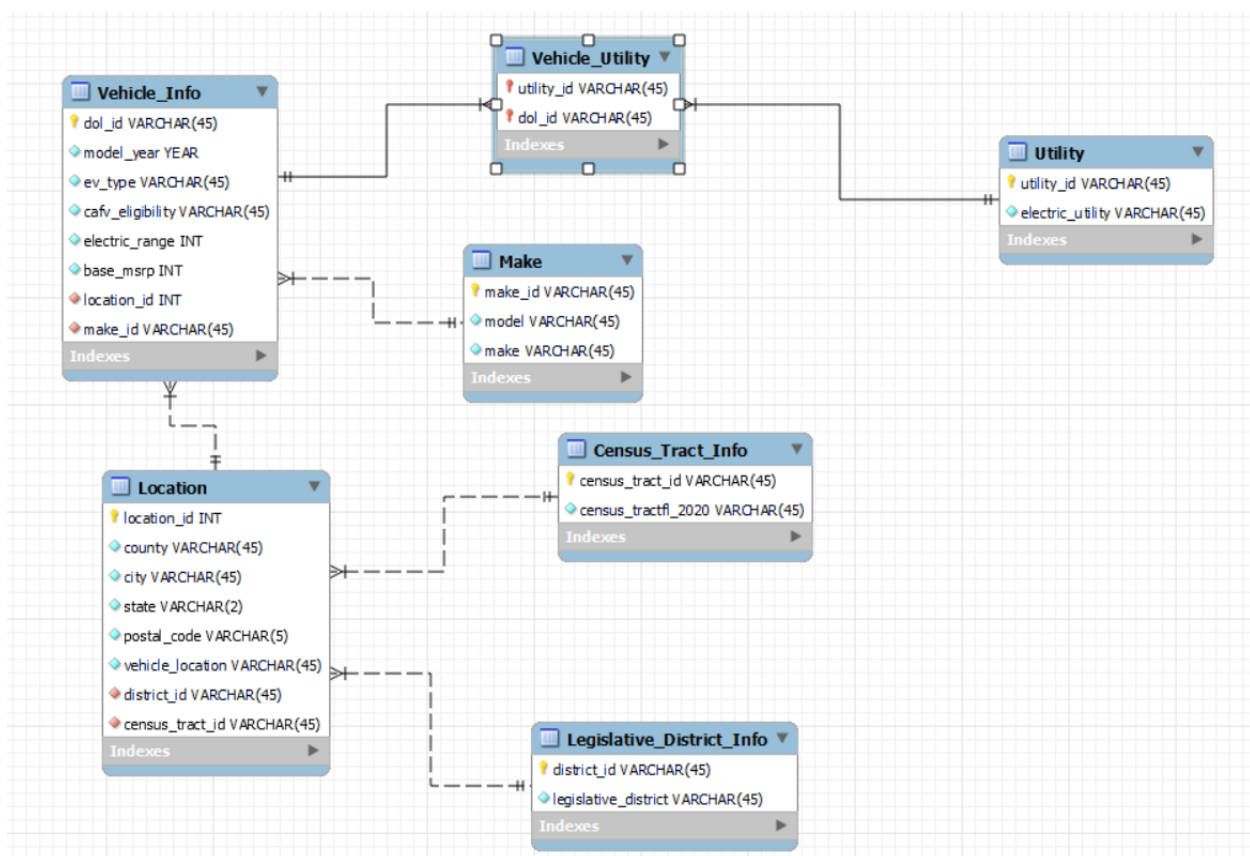 Vehicle_Info
dol_id VARCHAR(45)
model_year YEAR
ev_type VARCHAR(45)
cafv_eligibility VARCHAR(45)
electric_range INT
base_msrp INT
location_id INT
make_id VARCHAR(45)
Indexes
Vehicle_Utility
utility_id VARCHAR(45)
dol_id VARCHAR(45)
Indexes
Utility
utility_id VARCHAR(45)
electric_utility VARCHAR(45)
Indexes
Make
make_id VARCHAR(45)
model VARCHAR(45)
make VARCHAR(45)
Indexes
Location
location_id INT
county VARCHAR(45)
city VARCHAR(45)
state VARCHAR(2)
postal_code VARCHAR(5)
vehicle_location VARCHAR(45)
district_id VARCHAR(45)
census_tract_id VARCHAR(45)
Indexes
Census_Tract_Info
census_tract_id VARCHAR(45)
census_tractfl_2020 VARCHAR(45)
Indexes
Legislative_District_Info
district_id VARCHAR(45)
legislative_district VARCHAR(45)
Indexes